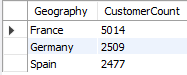 Geography CustomerCount
France 5014
Germany 2509
Spain 2477